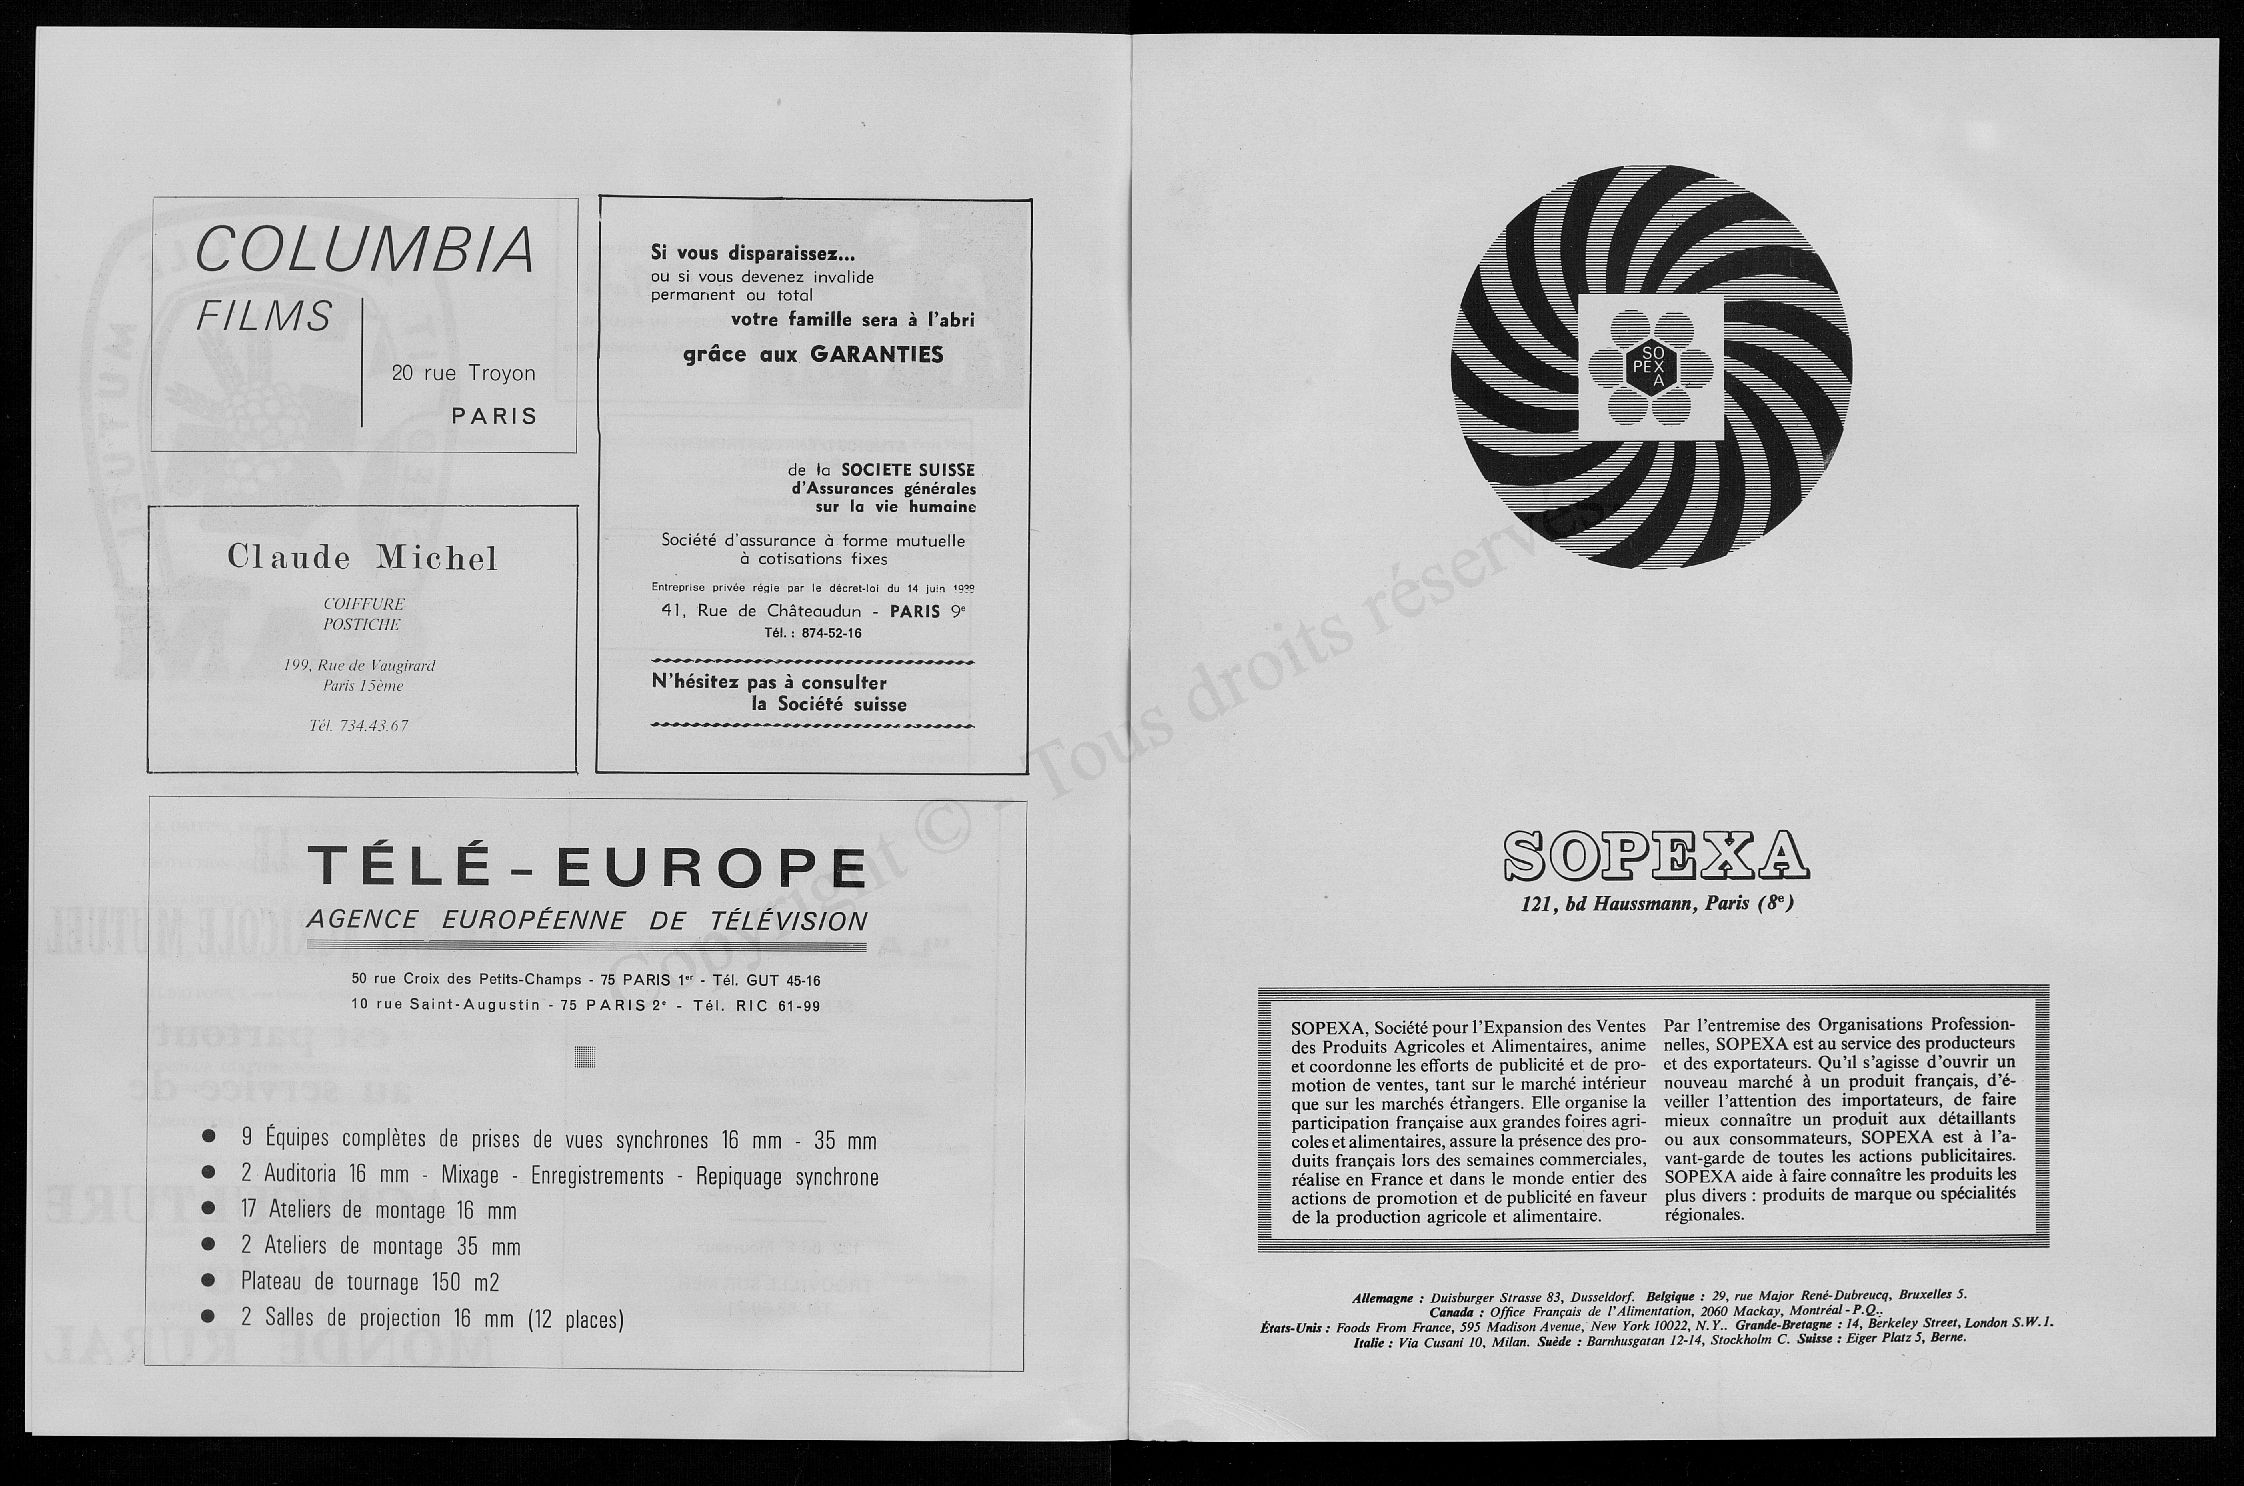 COLUMBIA
FILMS
20 rue Troyon
PARIS
Claude Michel
COIFFURE
POSTICHE
199, Rue de Vaugirard
Paris 15ème
Tél. 734.43.67
Si vous disparaissez...
ou si vous devenez invalide
permanent ou total
votre famille sera à l'abri
grâce aux GARANTIES
de la SOCIETE SUISSE
d'Assurances générales
sur la vie humaine
Société d'assurance à forme mutuelle
à cotisations fixes
Entreprise privée régie par le décret-loi du 14 juin
41, Rue de Châteaudun - PARIS 9e
Tél. : 874-52-16
N'hésitez pas à consulter
la Société suisse
TÉLÉ-EUROPE
AGENCE EUROPÉENNE DE TÉLÉVISION
50 rue Croix des Petits-Champs - 75 PARIS 1er - Tél. GUT 45-16
10 rue Saint-Augustin - 75 PARIS 2e - Tél. RIC 61-99
● 9 Équipes complètes de prises de vues synchrones 16 mm - 35 mm
● 2 Auditoria 16 mm - Mixage - Enregistrements - Repiquage synchrone
● 17 Ateliers de montage 16 mm
● 2 Ateliers de montage 35 mm
● Plateau de tournage 150 m2
● 2 Salles de projection 16 mm (12 places)
SO
PEX
A
SOPEXA
121, bd Haussmann, Paris (8e)
SOPEXA, Société pour l'Expansion des Ventes
des Produits Agricoles et Alimentaires, anime
et coordonne les efforts de publicité et de pro-
motion de ventes, tant sur le marché intérieur
que sur les marchés étrangers. Elle organise la
participation française aux grandes foires agri-
coles et alimentaires, assure la présence des pro-
duits français lors des semaines commerciales,
réalise en France et dans le monde entier des
actions de promotion et de publicité en faveur
de la production agricole et alimentaire.
Par l'entremise des Organisations Profession-
nelles, SOPEXA est au service des producteurs
et des exportateurs. Qu'il s'agisse d'ouvrir un
nouveau marché à un produit français, d'é-
veiller l'attention des importateurs, de faire
mieux connaître un produit aux détaillants
ou aux consommateurs, SOPEXA est à l'a-
vant-garde de toutes les actions publicitaires.
SOPEXA aide à faire connaître les produits les
plus divers : produits de marque ou spécialités
régionales.
Allemagne : Duisburger Strasse 83, Dusseldorf. Belgique : 29, rue Major René-Dubreucq, Bruxelles 5.
Canada : Office Français de l'Alimentation, 2060 Mackay, Montréal - P.Q..
États-Unis : Foods From France, 595 Madison Avenue, New York 10022, N.Y.. Grande-Bretagne : 14, Berkeley Street, London S.W.1.
Italie : Via Cusani 10, Milan. Suède : Barnhusgatan 12-14, Stockholm C. Suisse : Eiger Platz 5, Berne.
Copyright © - Tous droits réservés